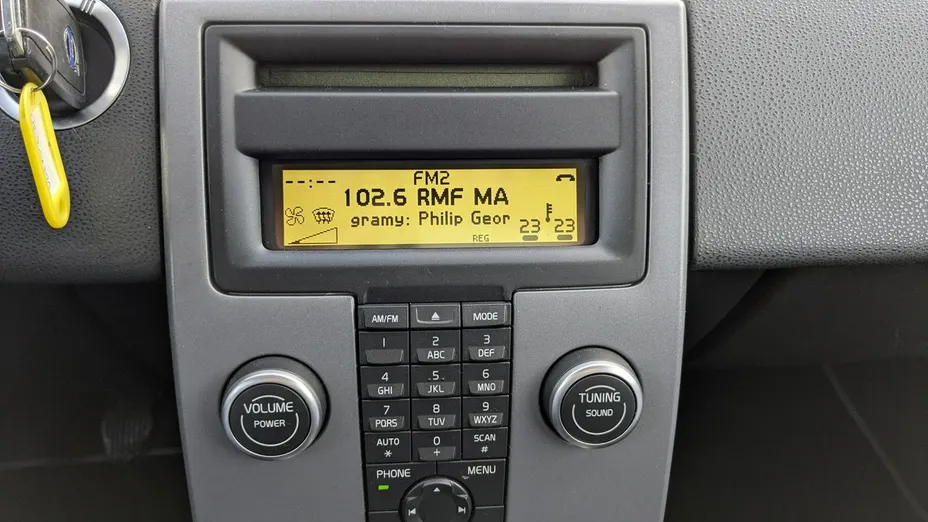 --:--
FM2
102.6 RMF MA
gramy: Philip Geor
23 23
REG
AM/FM
MODE
1
2 ABC
3 DEF
4 GHI
5 JKL
6 MNO
7 PQRS
8 TUV
9 WXYZ
AUTO *
0 +
SCAN #
PHONE
MENU
VOLUME
POWER
TUNING
SOUND